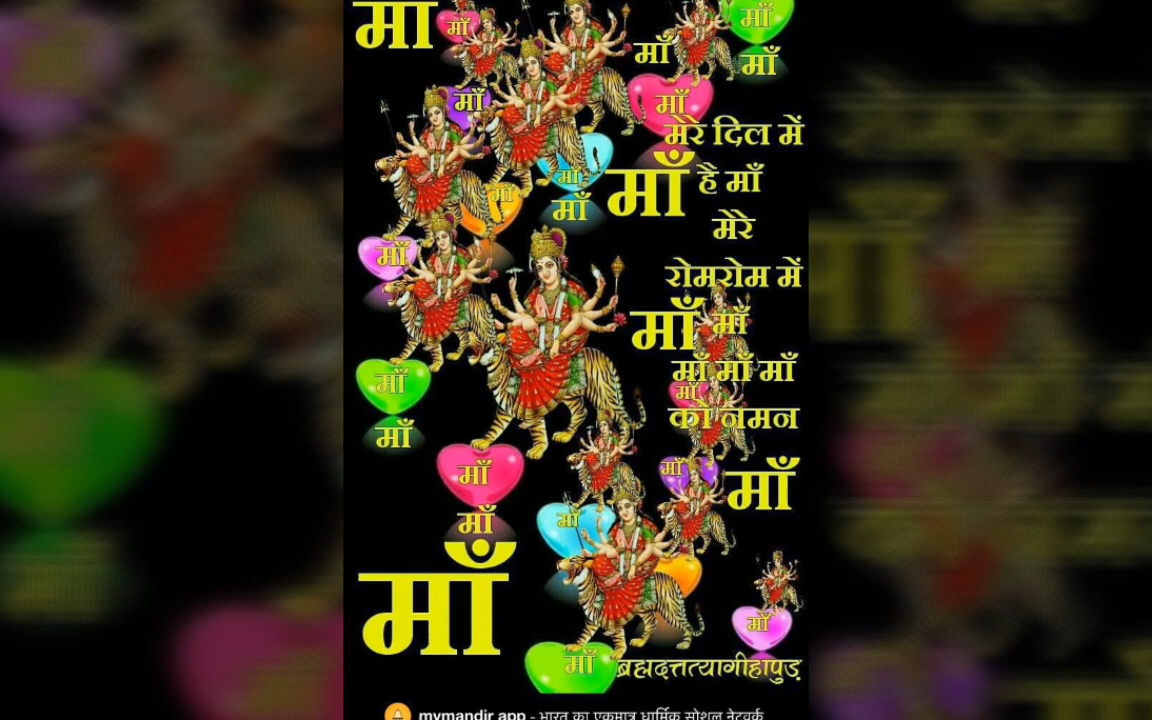 माँ
माँ
माँ
माँ
माँ
माँ
माँ
मेरे दिल में
माँ
है माँ
माँ
माँ
माँ
मेरे
माँ
रोमरोम में
माँ
माँ
माँ माँ माँ
माँ
माँ
को नमन
माँ
माँ
माँ
माँ
माँ
माँ
माँ
माँ
माँ
ब्रह्मदत्तत्यागीहापुड़
mymandir app - भारत का एकमात्र धार्मिक सोशल नेटवर्क